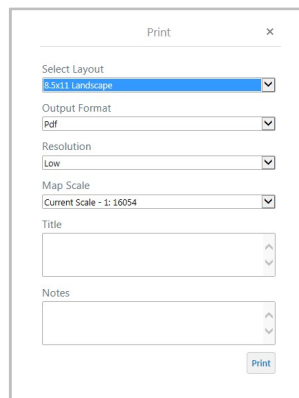 Print ×
Select Layout
8.5x11 Landscape
Output Format
Pdf
Resolution
Low
Map Scale
Current Scale - 1: 16054
Title
Notes
Print